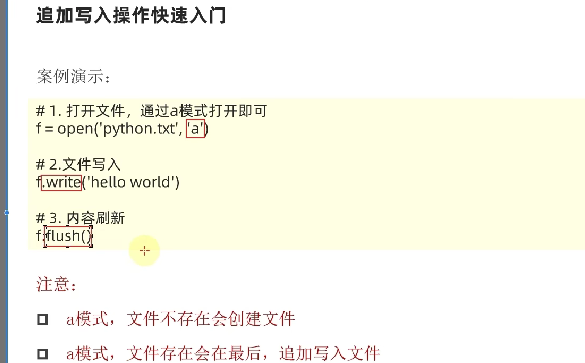 追加写入操作快速入门
案例演示：
# 1. 打开文件，通过a模式打开即可
f = open('python.txt', 'a')
# 2.文件写入
f.write('hello world')
# 3. 内容刷新
f.flush()
注意：
a模式，文件不存在会创建文件
a模式，文件存在会在最后，追加写入文件